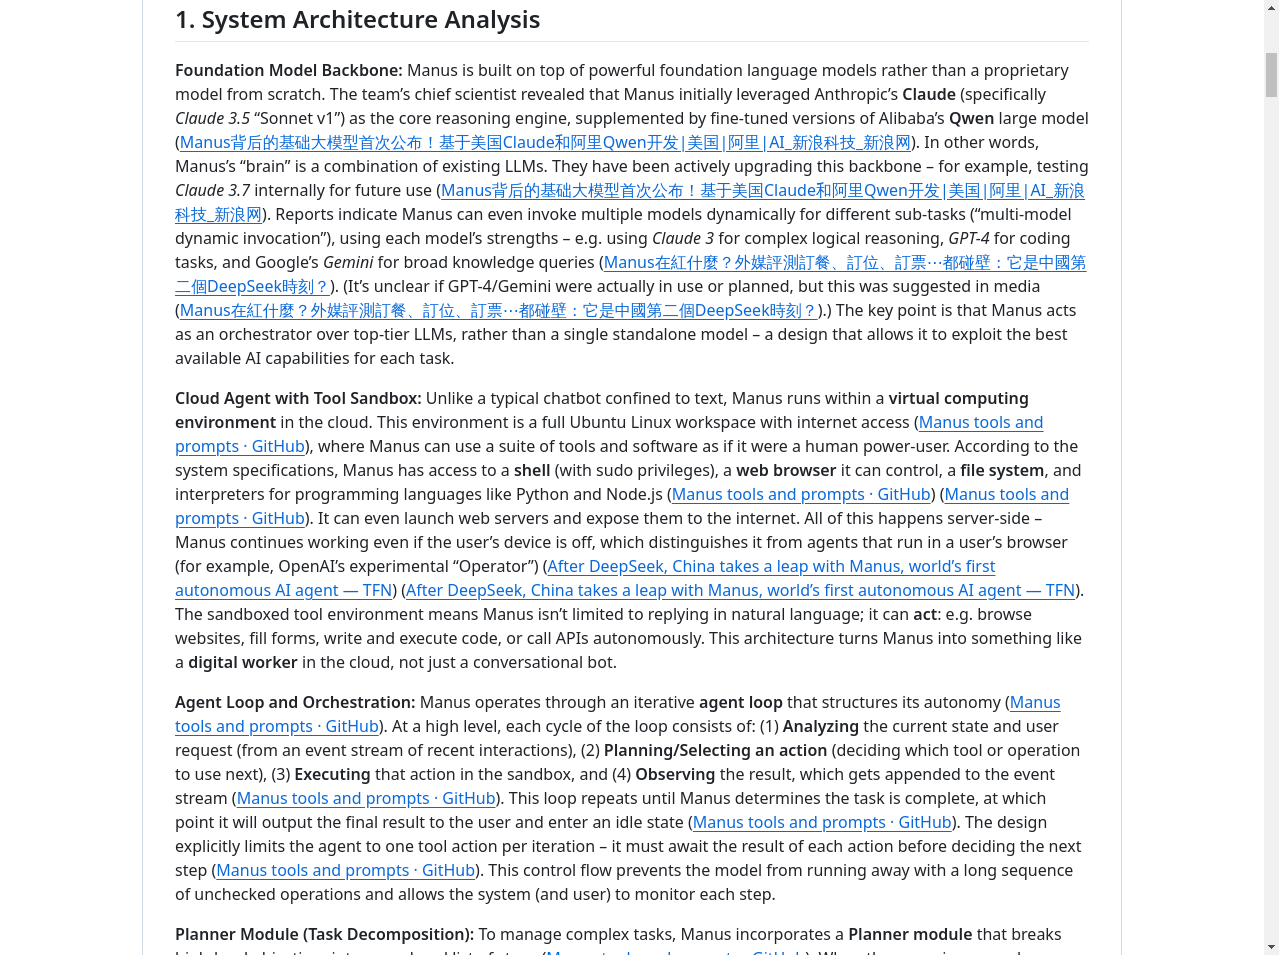 1. System Architecture Analysis
Foundation Model Backbone: Manus is built on top of powerful foundation language models rather than a proprietary
model from scratch. The team’s chief scientist revealed that Manus initially leveraged Anthropic’s Claude (specifically
Claude 3.5 “Sonnet v1”) as the core reasoning engine, supplemented by fine-tuned versions of Alibaba’s Qwen large model
(Manus背后的基础大模型首次公布！基于美国Claude和阿里Qwen开发|美国|阿里|AI_新浪科技_新浪网). In other words,
Manus’s “brain” is a combination of existing LLMs. They have been actively upgrading this backbone – for example, testing
Claude 3.7 internally for future use (Manus背后的基础大模型首次公布！基于美国Claude和阿里Qwen开发|美国|阿里|AI_新浪
科技_新浪网). Reports indicate Manus can even invoke multiple models dynamically for different sub-tasks (“multi-model
dynamic invocation”), using each model’s strengths – e.g. using Claude 3 for complex logical reasoning, GPT-4 for coding
tasks, and Google’s Gemini for broad knowledge queries (Manus在紅什麼？外媒評測訂餐、訂位、訂票⋯都碰壁：它是中國第
二個DeepSeek時刻？). (It’s unclear if GPT-4/Gemini were actually in use or planned, but this was suggested in media
(Manus在紅什麼？外媒評測訂餐、訂位、訂票⋯都碰壁：它是中國第二個DeepSeek時刻？).) The key point is that Manus acts
as an orchestrator over top-tier LLMs, rather than a single standalone model – a design that allows it to exploit the best
available AI capabilities for each task.
Cloud Agent with Tool Sandbox: Unlike a typical chatbot confined to text, Manus runs within a virtual computing
environment in the cloud. This environment is a full Ubuntu Linux workspace with internet access (Manus tools and
prompts · GitHub), where Manus can use a suite of tools and software as if it were a human power-user. According to the
system specifications, Manus has access to a shell (with sudo privileges), a web browser it can control, a file system, and
interpreters for programming languages like Python and Node.js (Manus tools and prompts · GitHub) (Manus tools and
prompts · GitHub). It can even launch web servers and expose them to the internet. All of this happens server-side –
Manus continues working even if the user’s device is off, which distinguishes it from agents that run in a user’s browser
(for example, OpenAI’s experimental “Operator”) (After DeepSeek, China takes a leap with Manus, world’s first
autonomous AI agent — TFN) (After DeepSeek, China takes a leap with Manus, world’s first autonomous AI agent — TFN).
The sandboxed tool environment means Manus isn’t limited to replying in natural language; it can act: e.g. browse
websites, fill forms, write and execute code, or call APIs autonomously. This architecture turns Manus into something like
a digital worker in the cloud, not just a conversational bot.
Agent Loop and Orchestration: Manus operates through an iterative agent loop that structures its autonomy (Manus
tools and prompts · GitHub). At a high level, each cycle of the loop consists of: (1) Analyzing the current state and user
request (from an event stream of recent interactions), (2) Planning/Selecting an action (deciding which tool or operation
to use next), (3) Executing that action in the sandbox, and (4) Observing the result, which gets appended to the event
stream (Manus tools and prompts · GitHub). This loop repeats until Manus determines the task is complete, at which
point it will output the final result to the user and enter an idle state (Manus tools and prompts · GitHub). The design
explicitly limits the agent to one tool action per iteration – it must await the result of each action before deciding the next
step (Manus tools and prompts · GitHub). This control flow prevents the model from running away with a long sequence
of unchecked operations and allows the system (and user) to monitor each step.
Planner Module (Task Decomposition): To manage complex tasks, Manus incorporates a Planner module that breaks